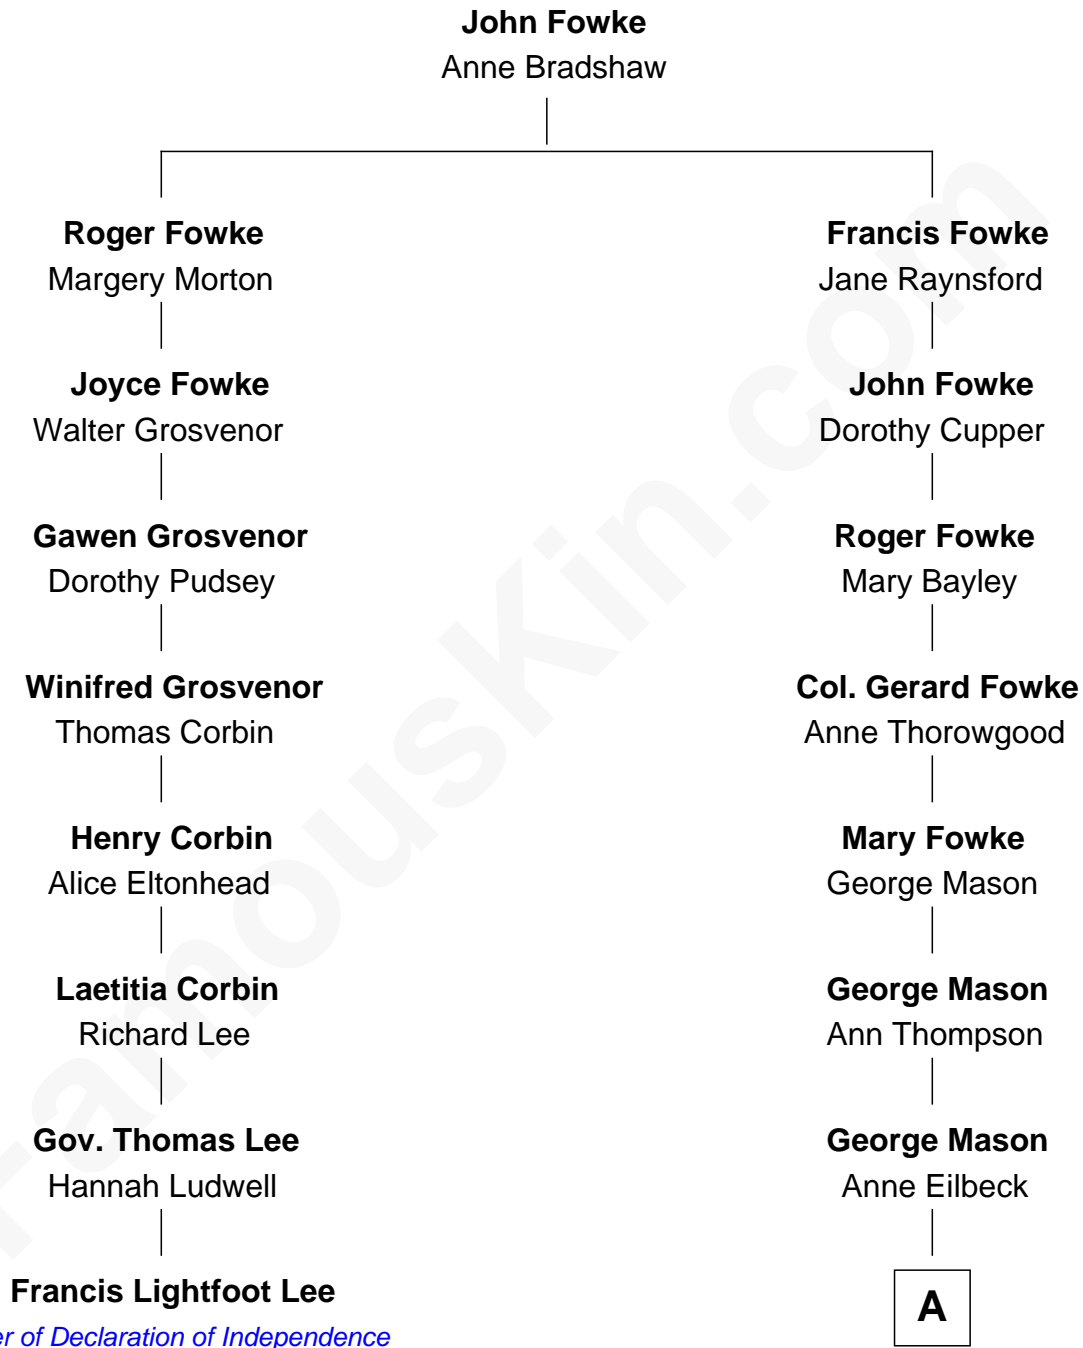 John Fowke
Anne Bradshaw
Roger Fowke
Margery Morton
Francis Fowke
Jane Raynsford
Joyce Fowke
Walter Grosvenor
John Fowke
Dorothy Cupper
Gawen Grosvenor
Dorothy Pudsey
Roger Fowke
Mary Bayley
Winifred Grosvenor
Thomas Corbin
Col. Gerard Fowke
Anne Thorowgood
Henry Corbin
Alice Eltonhead
Mary Fowke
George Mason
Laetitia Corbin
Richard Lee
George Mason
Ann Thompson
Gov. Thomas Lee
Hannah Ludwell
George Mason
Anne Eilbeck
Francis Lightfoot Lee
er of Declaration of Independence
A
FamousKin.com